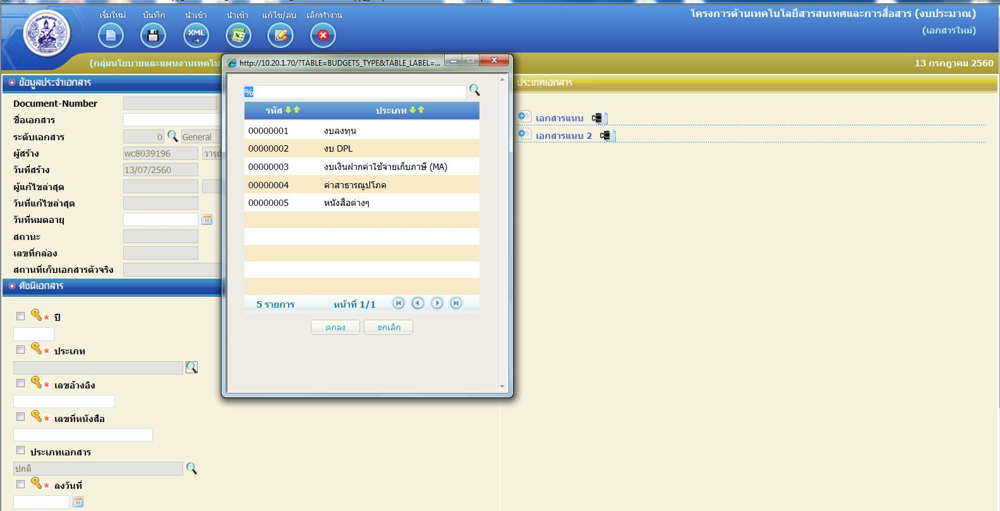 เริ่มใหม่ บันทึก นำเข้า นำเข้า แก้ไข/ลบ เลิกทำงาน
XML
โครงการด้านเทคโนโลยีสารสนเทศและการสื่อสาร (งบประมาณ)
(เอกสารใหม่)
(กลุ่มนโยบายและแผนงานเทคโน
13 กรกฎาคม 2560
ข้อมูลประจำเอกสาร
Document-Number
ชื่อเอกสาร
ระดับเอกสาร 0 General
ผู้สร้าง wc8039196
วันที่สร้าง 13/07/2560
ผู้แก้ไขล่าสุด
วันที่แก้ไขล่าสุด
วันที่หมดอายุ
สถานะ
เลขที่กล่อง
สถานที่เก็บเอกสารตัวจริง
ดัชนีเอกสาร
* ปี
* ประเภท
* เลขอ้างอิง
* เลขที่หนังสือ
ประเภทเอกสาร
ปกติ
* ลงวันที่
http://10.20.1.70/?TABLE=BUDGETS_TYPE&TABLE_LABEL=...
%
รหัส ประเภท
00000001 งบลงทุน
00000002 งบ DPL
00000003 งบเงินฝากค่าใช้จ่ายเก็บภาษี (MA)
00000004 ค่าสาธารณูปโภค
00000005 หนังสือต่างๆ
5 รายการ หน้าที่ 1/1
ตกลง ยกเลิก
ประเภทเอกสาร
เอกสารแนบ
เอกสารแนบ 2